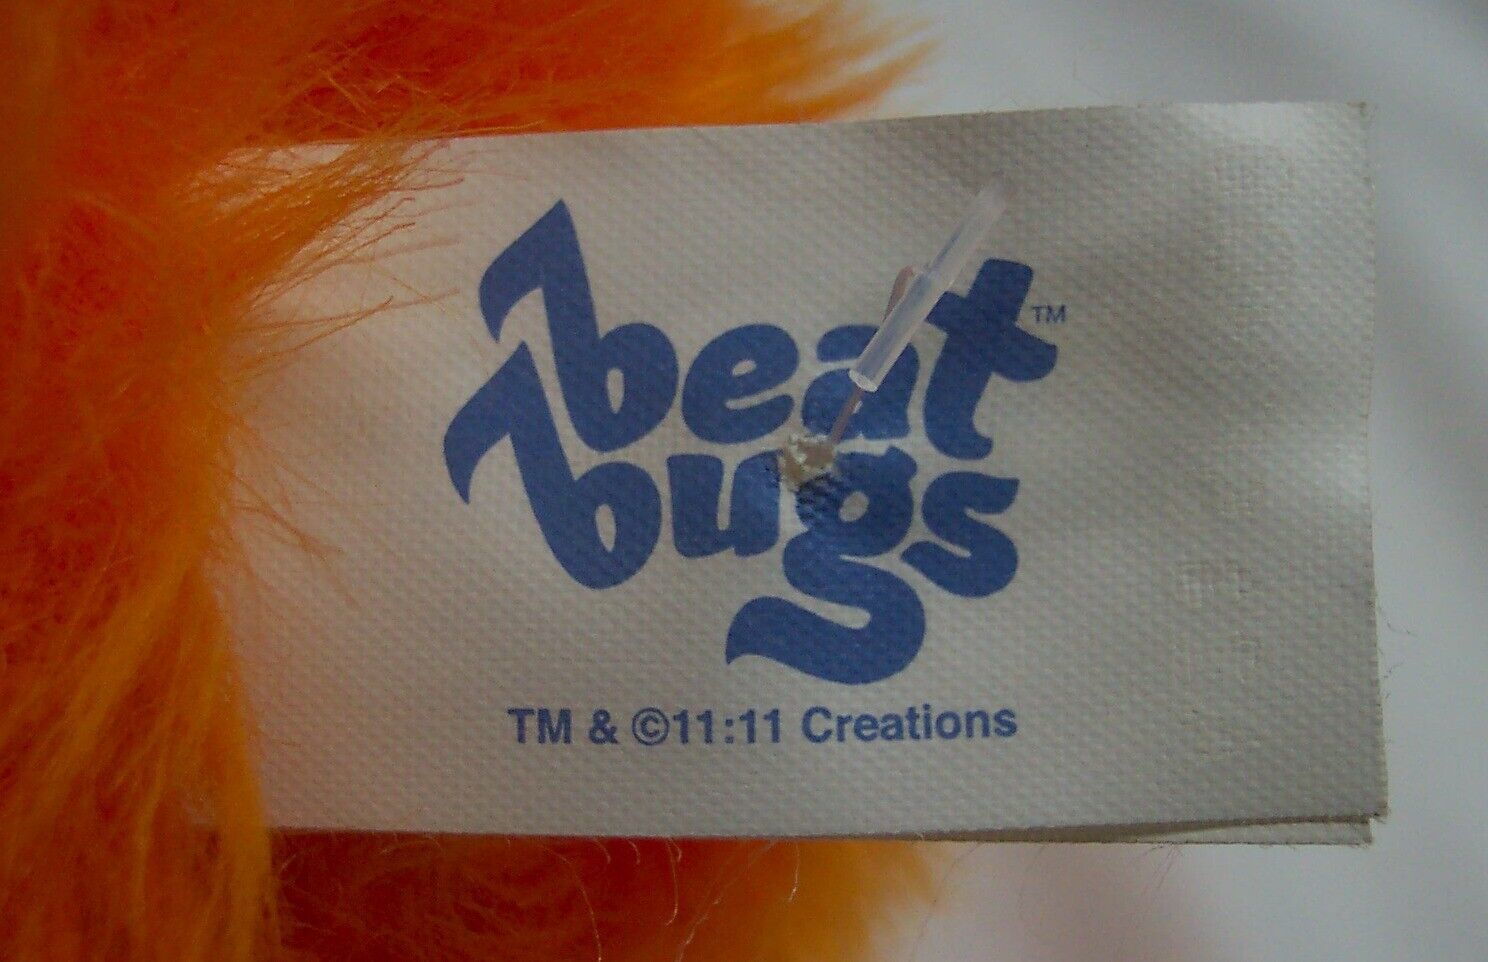 beat™
bugs
TM & ©11:11 Creations